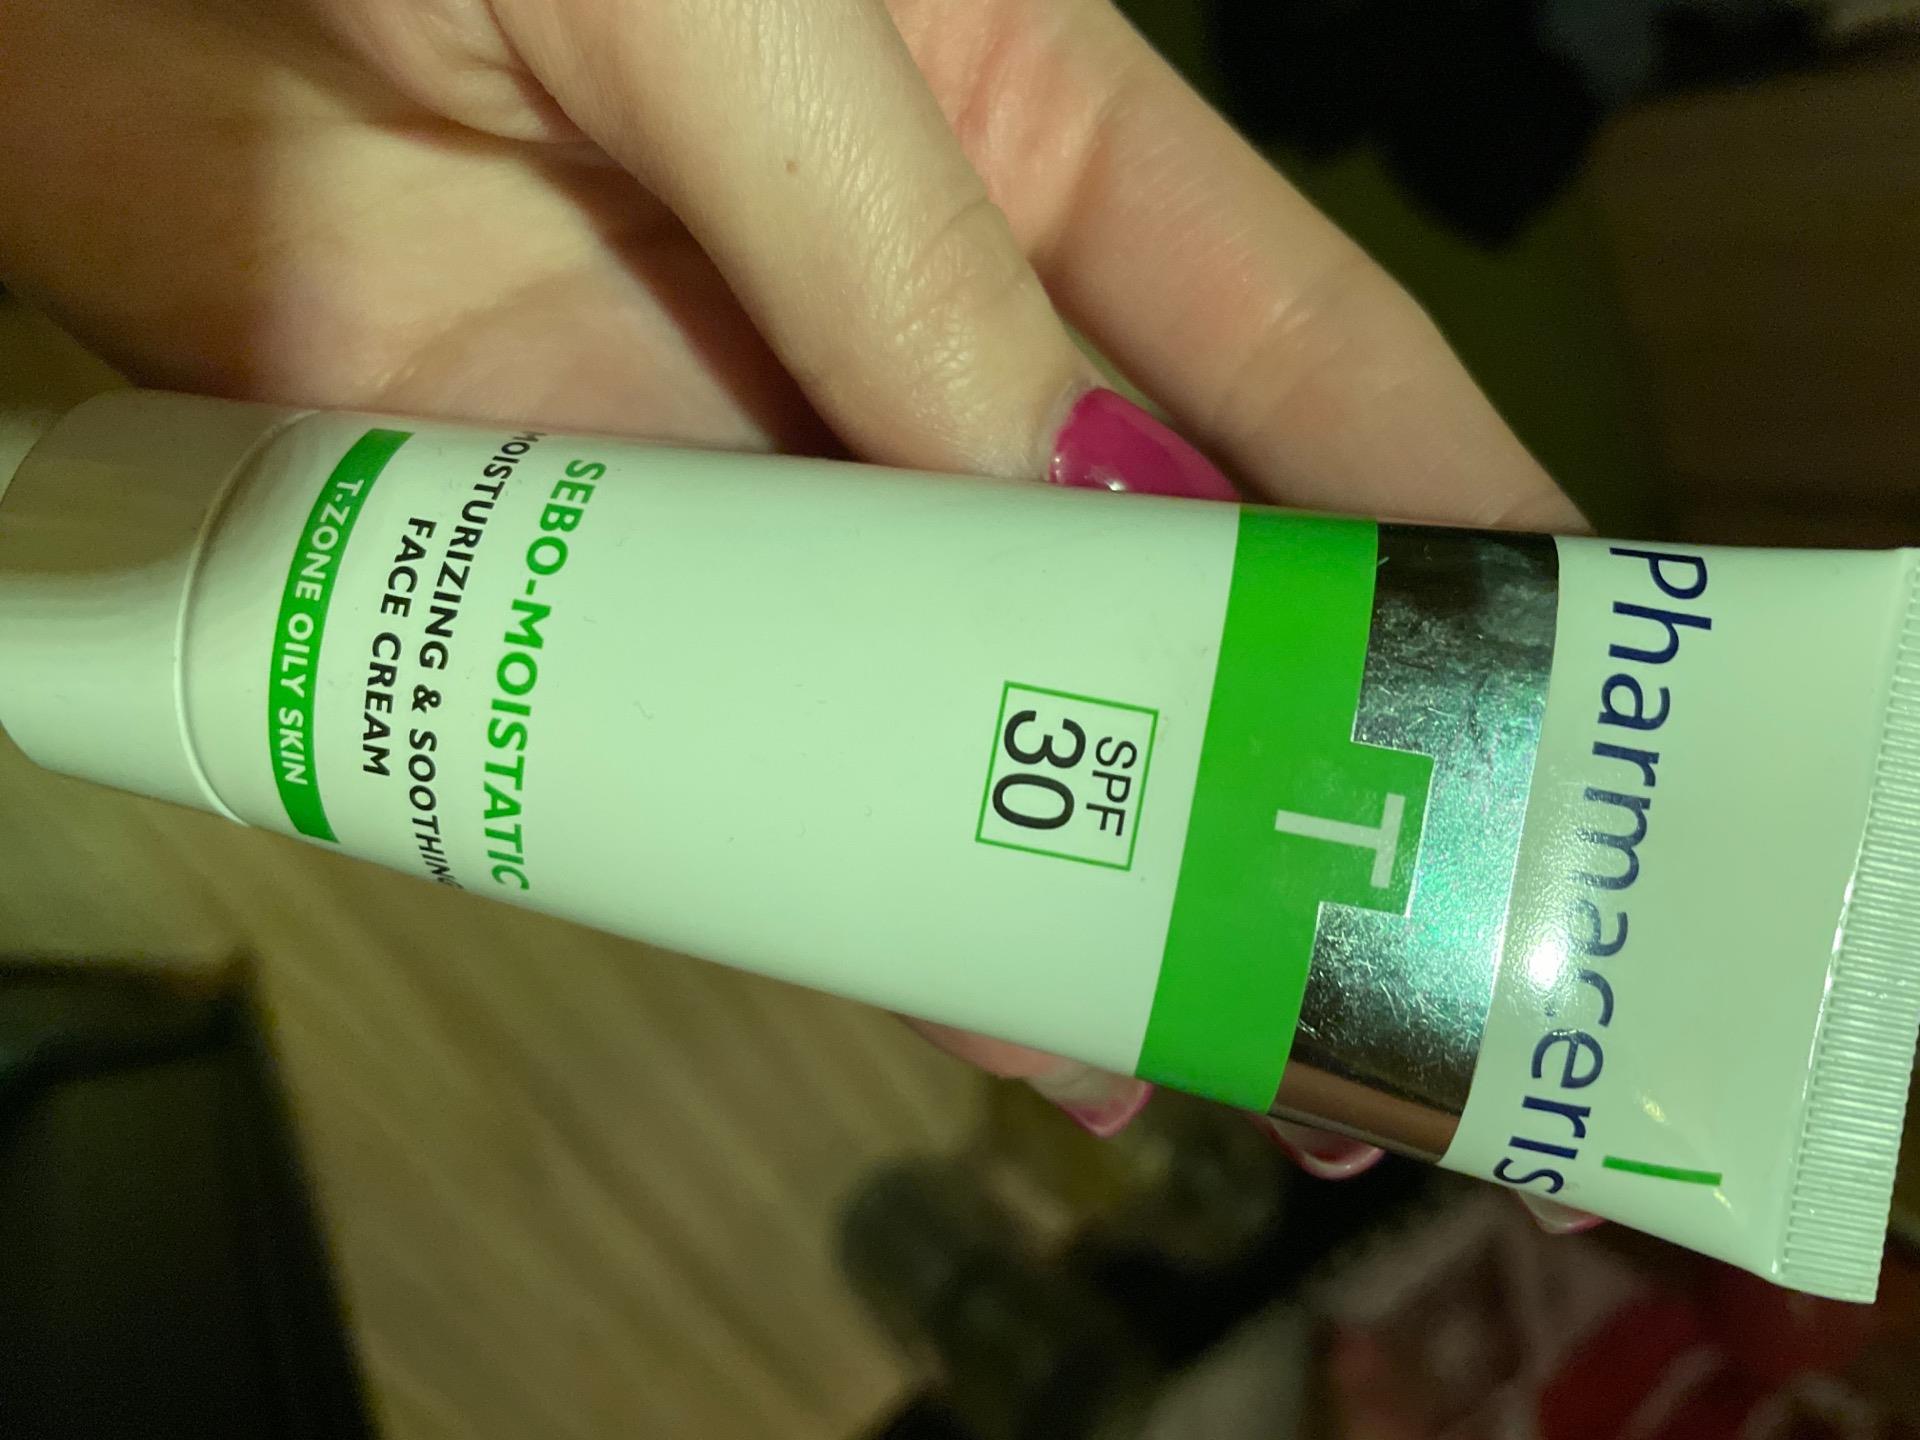 Pharmaceris
T
SPF
30
SEBO-MOISTATIC
MOISTURIZING & SOOTHING
FACE CREAM
T-ZONE OILY SKIN